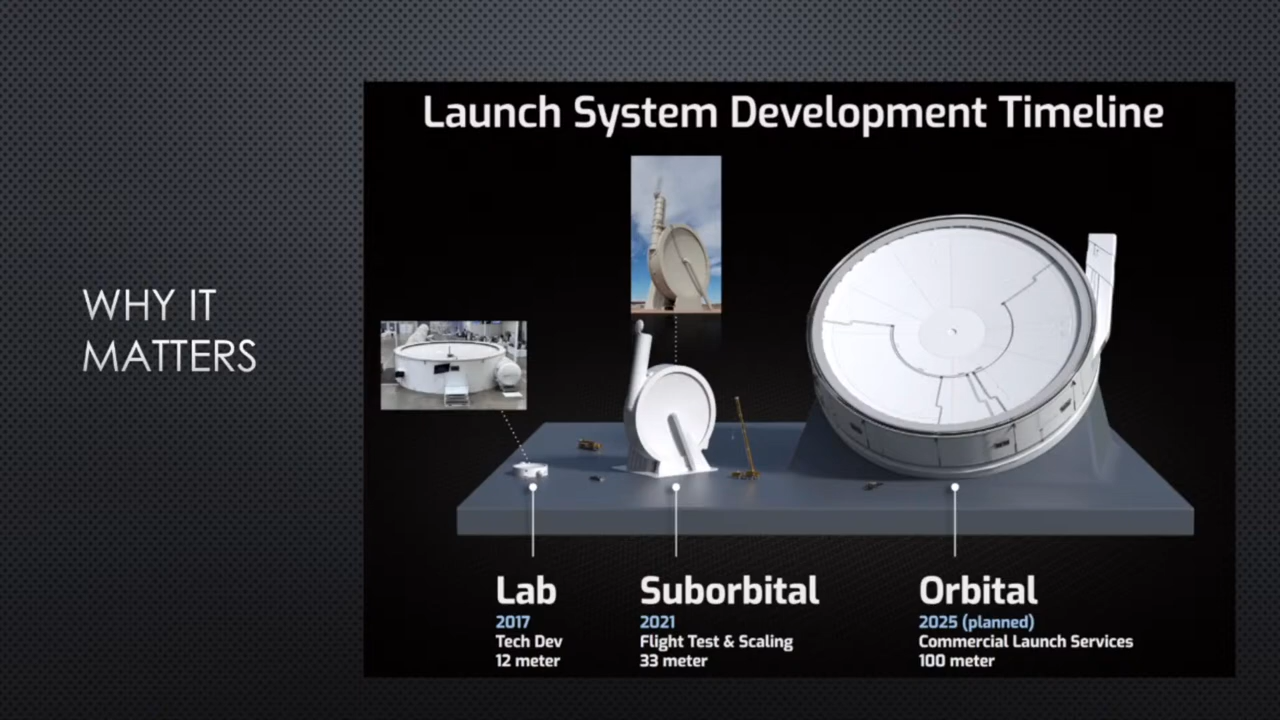 WHY IT
MATTERS
Launch System Development Timeline
Lab
2017
Tech Dev
12 meter
Suborbital
2021
Flight Test & Scaling
33 meter
Orbital
2025 (planned)
Commercial Launch Services
100 meter